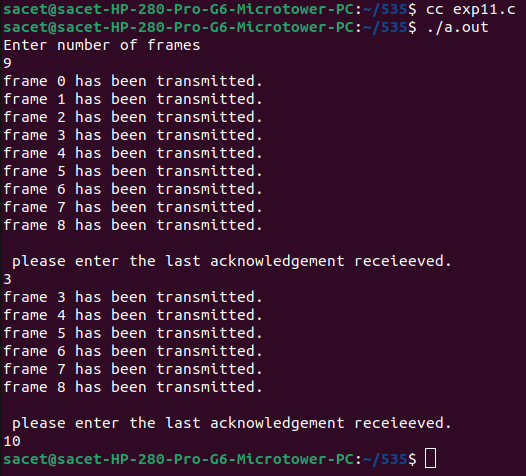 sacet@sacet-HP-280-Pro-G6-Microtower-PC:~/535$ cc exp11.c
sacet@sacet-HP-280-Pro-G6-Microtower-PC:~/535$ ./a.out
Enter number of frames
9
frame 0 has been transmitted.
frame 1 has been transmitted.
frame 2 has been transmitted.
frame 3 has been transmitted.
frame 4 has been transmitted.
frame 5 has been transmitted.
frame 6 has been transmitted.
frame 7 has been transmitted.
frame 8 has been transmitted.
please enter the last acknowledgement receieeved.
3
frame 3 has been transmitted.
frame 4 has been transmitted.
frame 5 has been transmitted.
frame 6 has been transmitted.
frame 7 has been transmitted.
frame 8 has been transmitted.
please enter the last acknowledgement receieeved.
10
sacet@sacet-HP-280-Pro-G6-Microtower-PC:~/535$